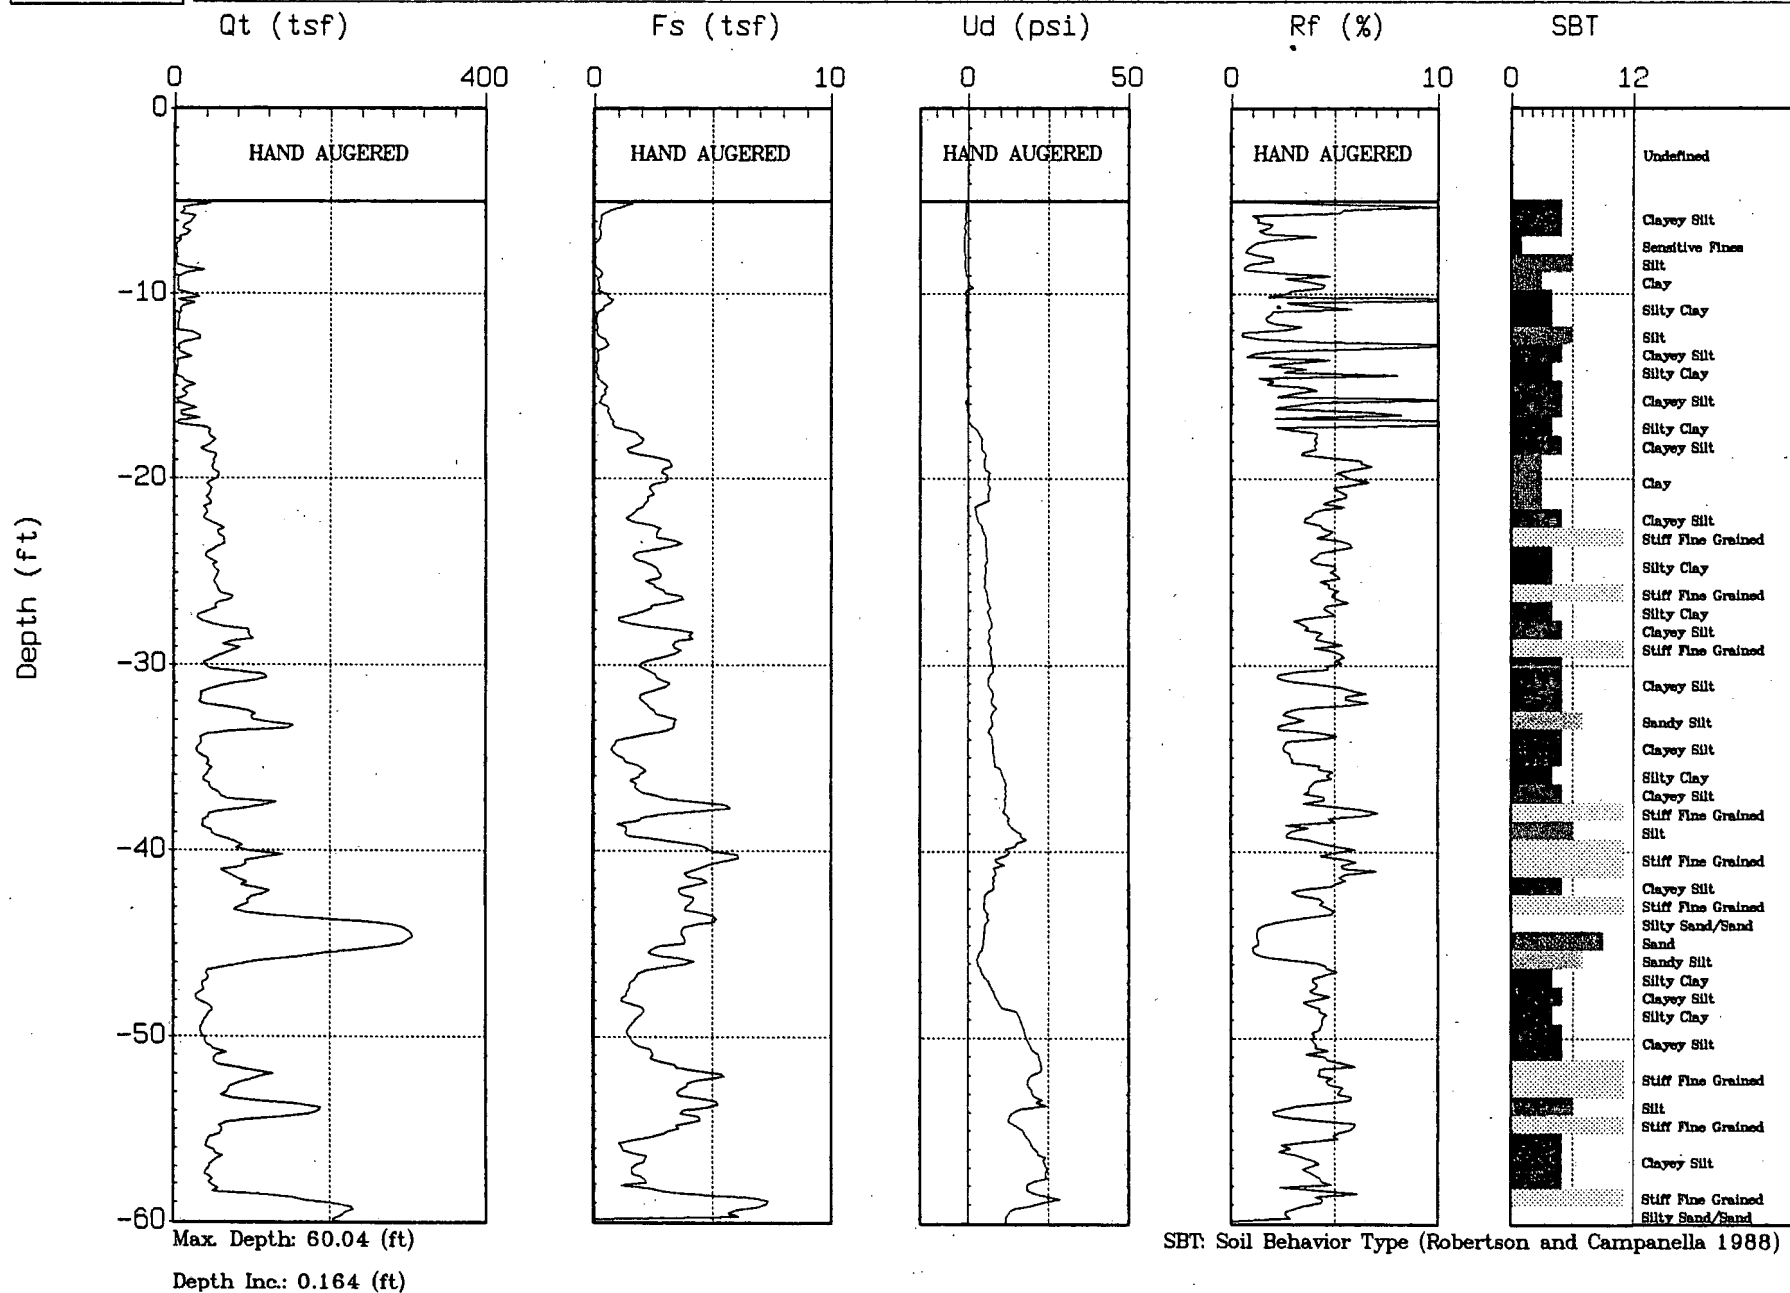 Qt (tsf) Fs (tsf) Ud (psi) Rf (%) SBT
0 400 0 10 0 50 0 10 0 12
0
HAND AUGERED HAND AUGERED HAND AUGERED HAND AUGERED
Undefined
Clayey Silt
Sensitive Fines
Silt
Clay
-10
Silty Clay
Silt
Clayey Silt
Silty Clay
Clayey Silt
Silty Clay
Clayey Silt
-20
Clay
Clayey Silt
Stiff Fine Grained
Silty Clay
Stiff Fine Grained
Silty Clay
Clayey Silt
Stiff Fine Grained
-30
Clayey Silt
Sandy Silt
Clayey Silt
Silty Clay
Clayey Silt
Stiff Fine Grained
Silt
-40
Stiff Fine Grained
Clayey Silt
Stiff Fine Grained
Silty Sand/Sand
Sand
Sandy Silt
Silty Clay
Clayey Silt
Silty Clay
-50
Clayey Silt
Stiff Fine Grained
Silt
Stiff Fine Grained
Clayey Silt
Stiff Fine Grained
-60
Silty Sand/Sand
Depth (ft)
Max. Depth: 60.04 (ft)
SBT: Soil Behavior Type (Robertson and Campanella 1988)
Depth Inc.: 0.164 (ft)